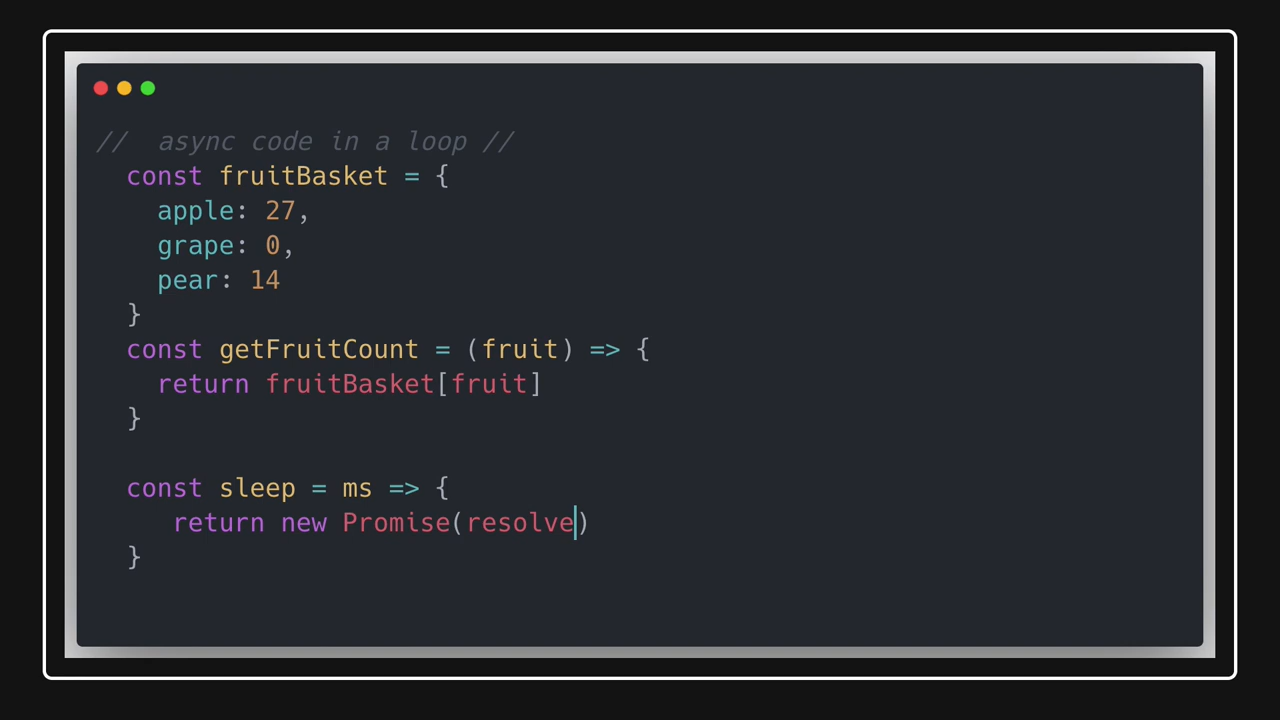 //  async code in a loop //
  const fruitBasket = {
    apple: 27,
    grape: 0,
    pear: 14
  }
  const getFruitCount = (fruit) => {
    return fruitBasket[fruit]
  }

  const sleep = ms => {
     return new Promise(resolve)
  }